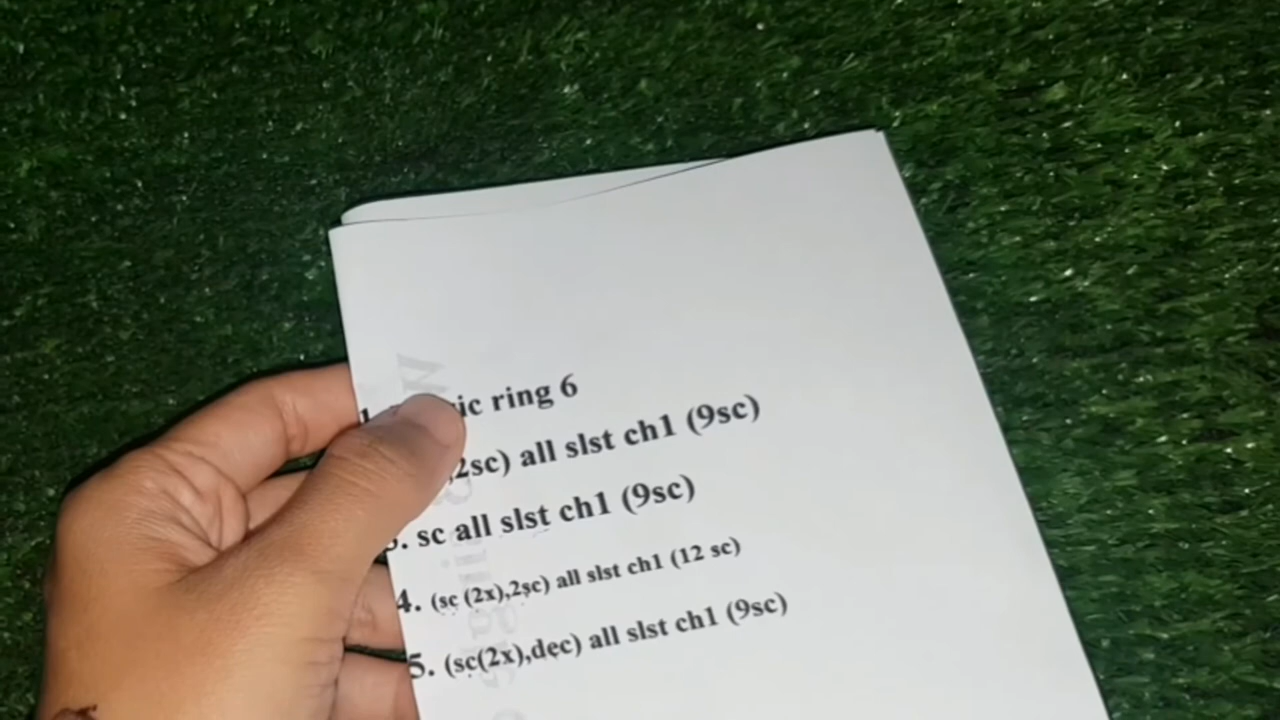 ring 6
2sc) all slst ch1 (9sc)
. sc all slst ch1 (9sc)
4. (sc (2x),2sc) all slst ch1 (12 sc)
5. (sc(2x),dec) all slst ch1 (9sc)